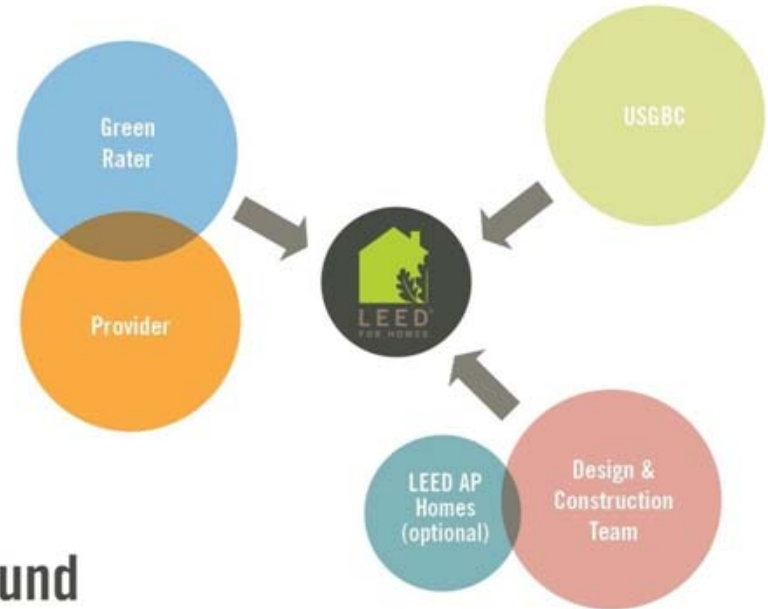 Green
Rater
USGBC
Provider
LEED
FOR HOMES
LEED AP
Homes
(optional)
Design &
Construction
Team
und